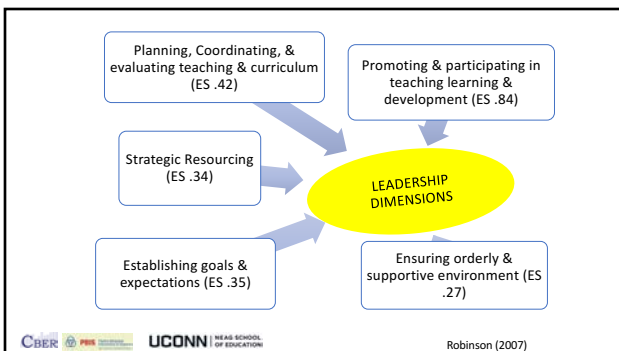 Planning, Coordinating, &
evaluating teaching & curriculum
(ES .42)
Promoting & participating in
teaching learning &
development (ES .84)
Strategic Resourcing
(ES .34)
LEADERSHIP
DIMENSIONS
Establishing goals &
expectations (ES .35)
Ensuring orderly &
supportive environment (ES
.27)
CBER
PBIS
UCONN | NEAG SCHOOL
OF EDUCATION
Robinson (2007)